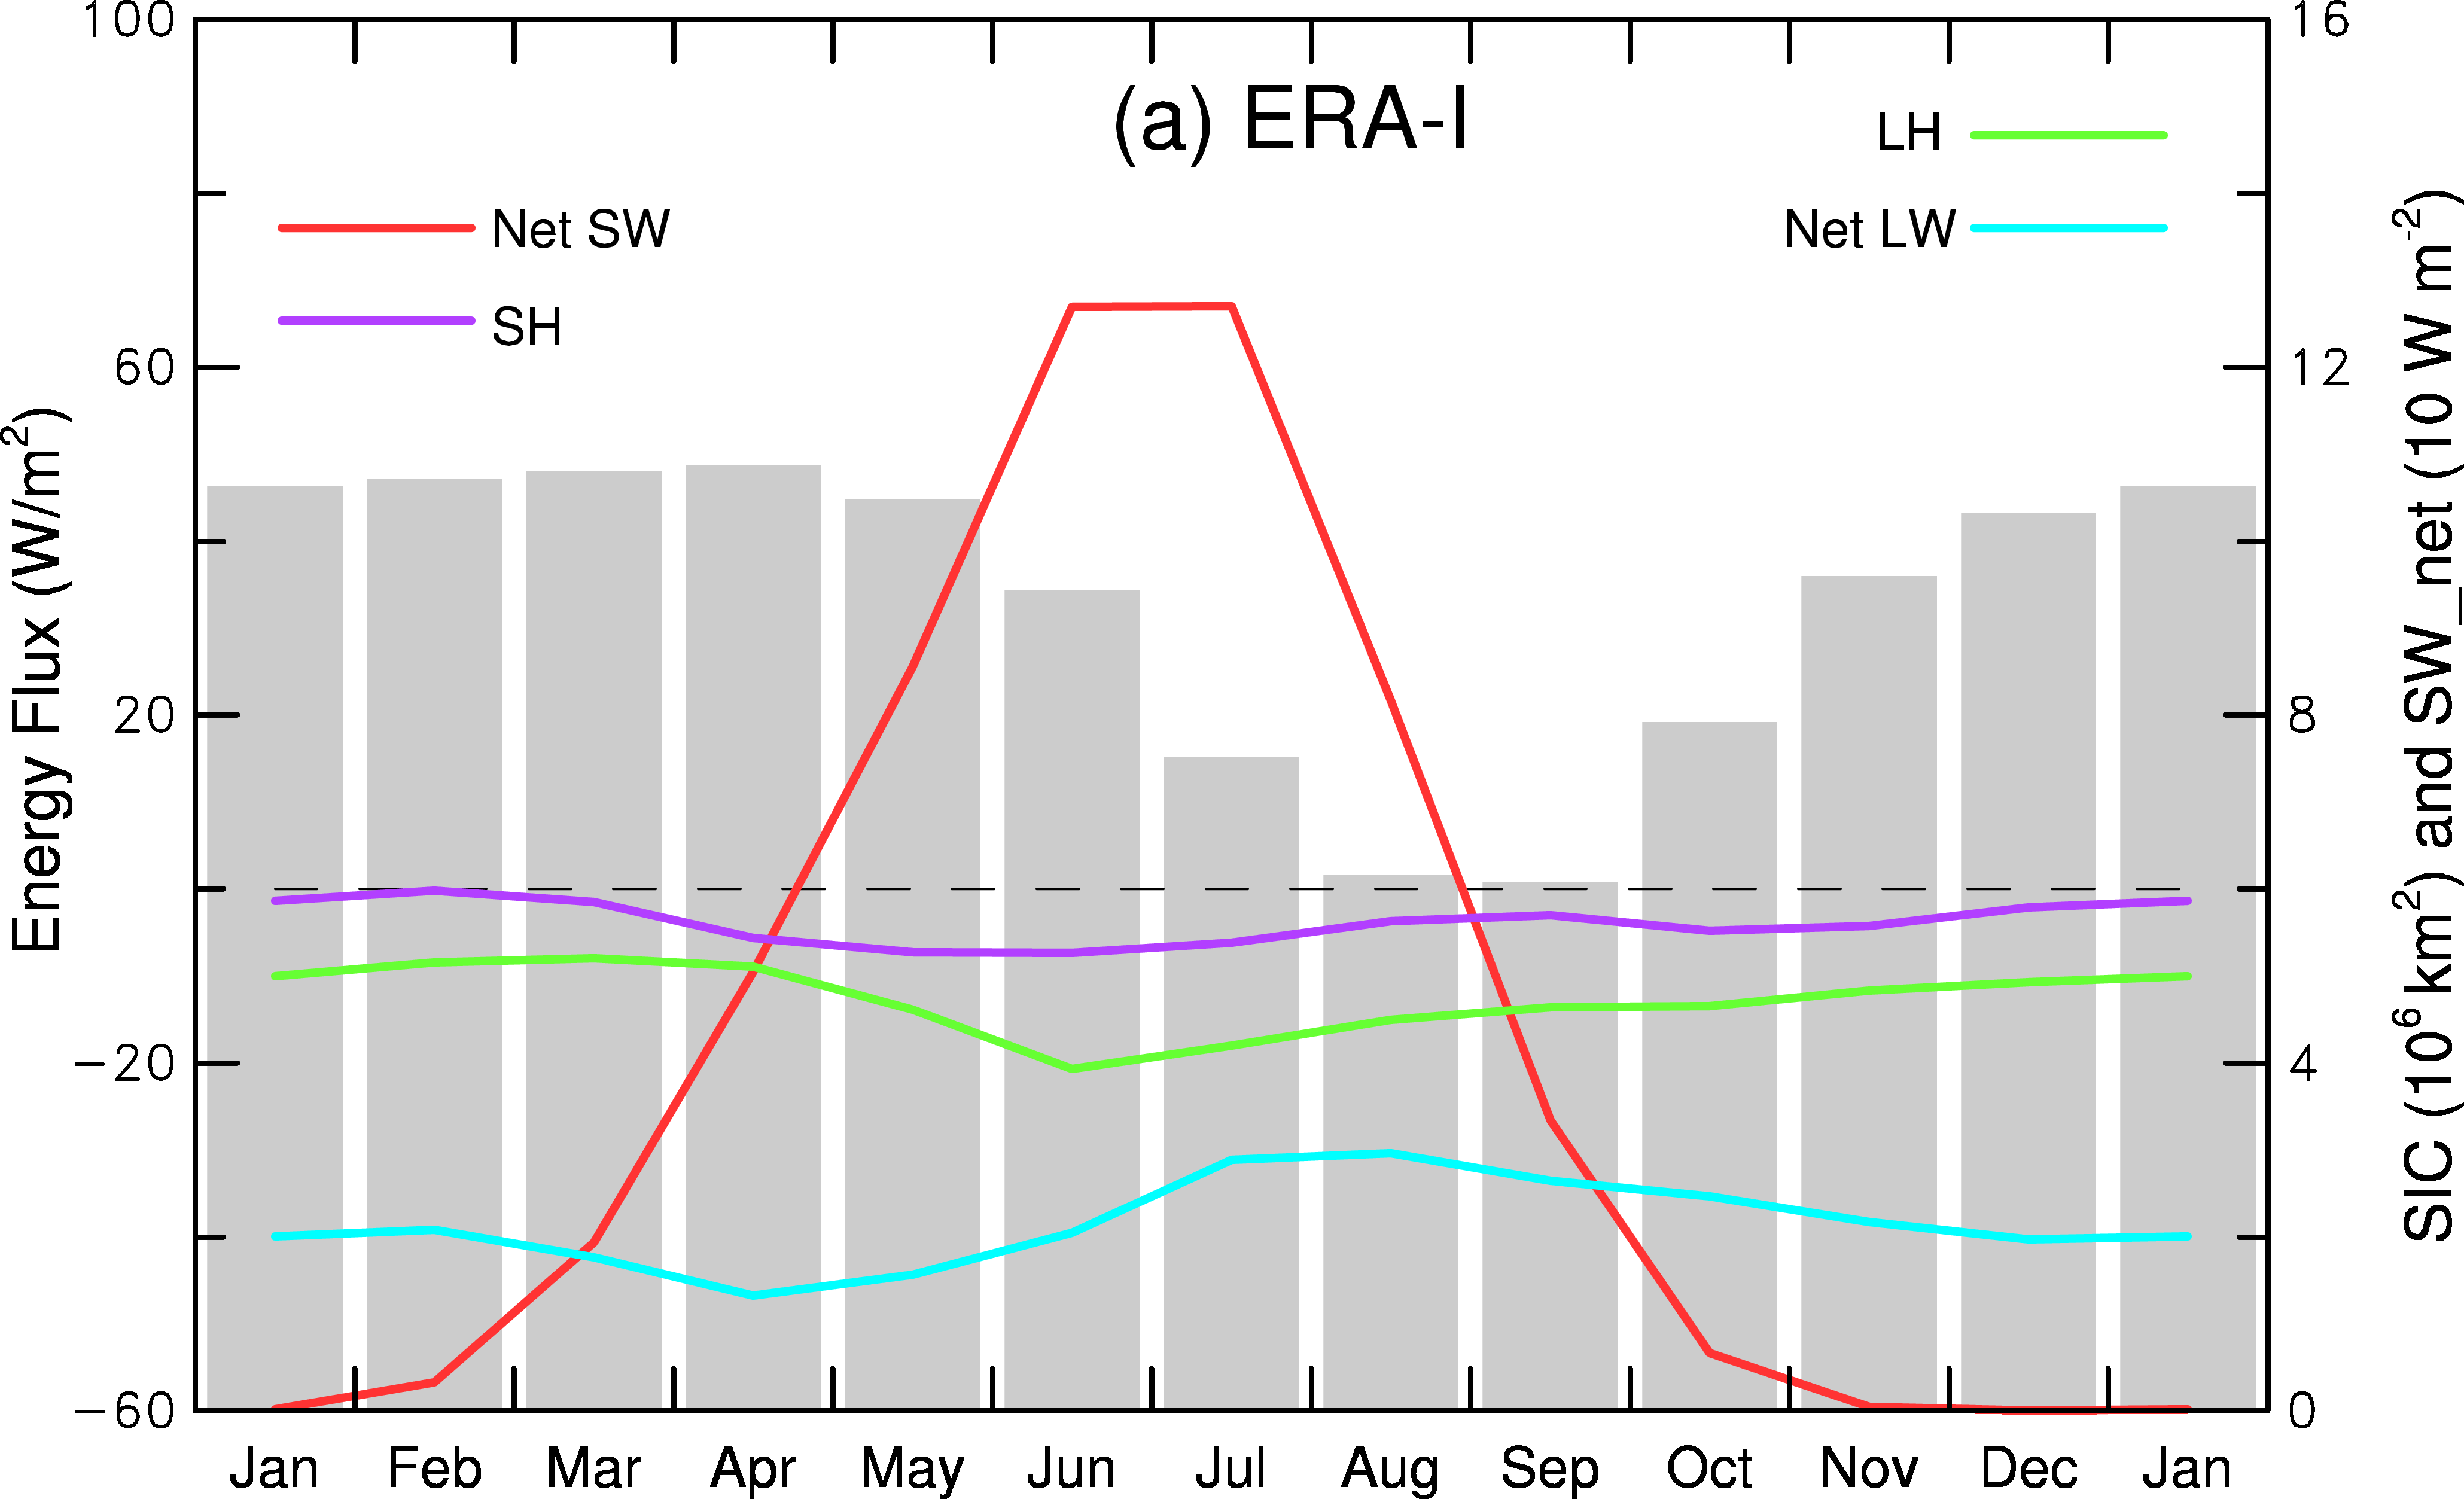 (a) ERA-I
Net SW
SH
LH
Net LW
Energy Flux (W/m²)
100
60
20
−20
−60
SIC (10⁶ km²) and SW_net (10 W m⁻²)
16
12
8
4
0
Jan Feb Mar Apr May Jun Jul Aug Sep Oct Nov Dec Jan